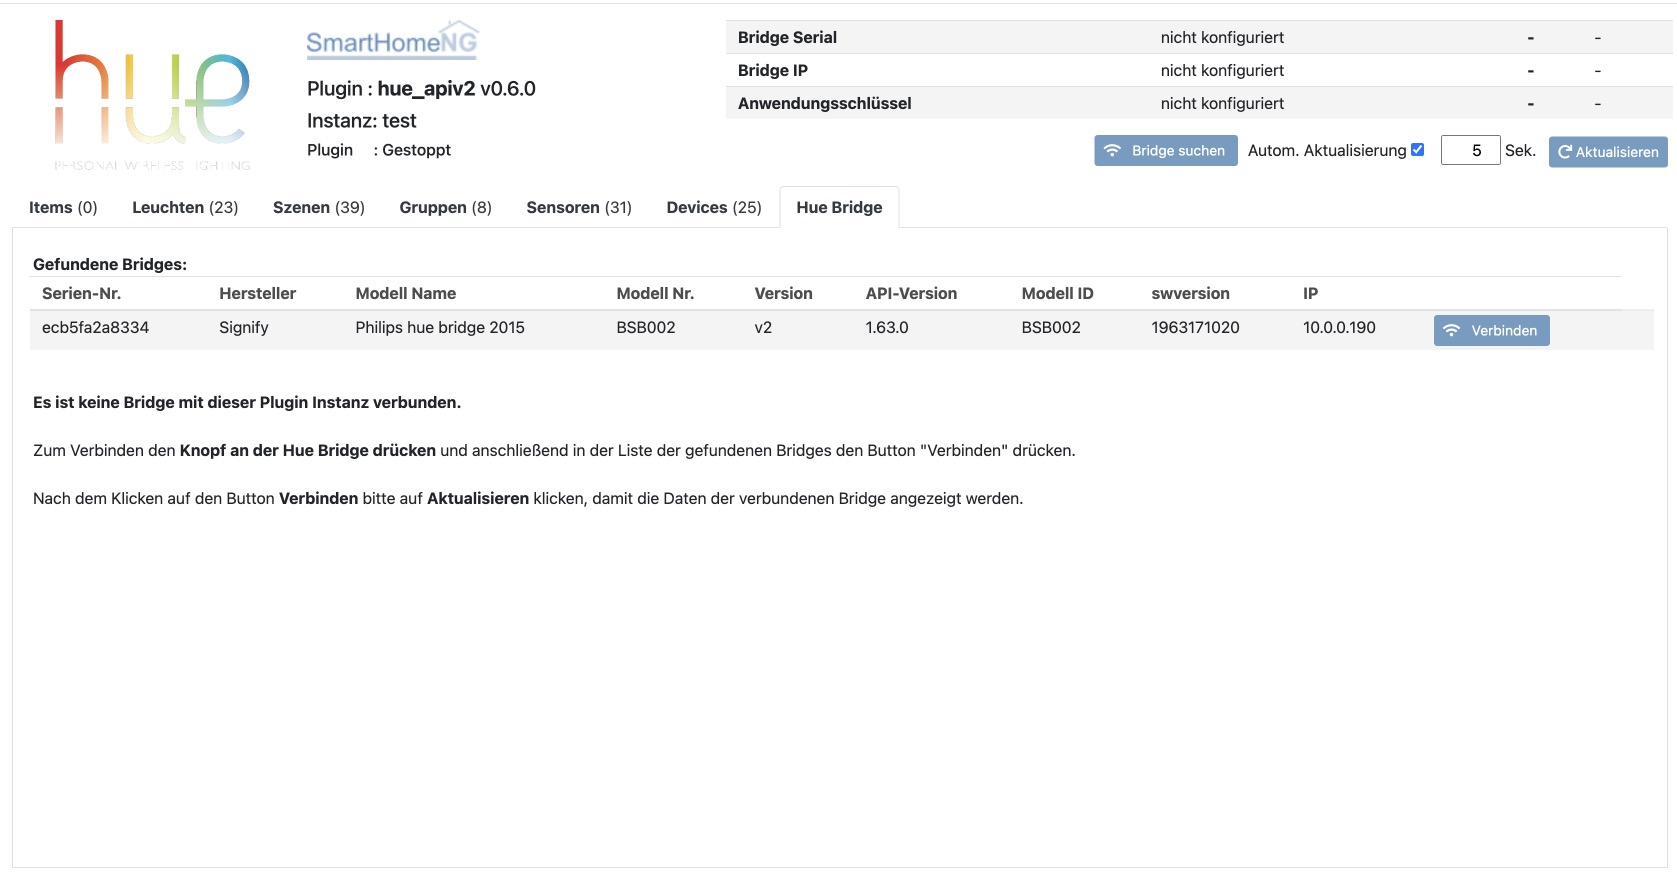 hue
PERSONAL WIRELESS LIGHTING
SmartHomeNG
Plugin : hue_apiv2 v0.6.0
Instanz: test
Plugin : Gestoppt
Bridge Serial nicht konfiguriert - -
Bridge IP nicht konfiguriert - -
Anwendungsschlüssel nicht konfiguriert - -
Bridge suchen Autom. Aktualisierung 5 Sek. Aktualisieren
Items (0) Leuchten (23) Szenen (39) Gruppen (8) Sensoren (31) Devices (25) Hue Bridge
Gefundene Bridges:
Serien-Nr. Hersteller Modell Name Modell Nr. Version API-Version Modell ID swversion IP
ecb5fa2a8334 Signify Philips hue bridge 2015 BSB002 v2 1.63.0 BSB002 1963171020 10.0.0.190 Verbinden
Es ist keine Bridge mit dieser Plugin Instanz verbunden.
Zum Verbinden den Knopf an der Hue Bridge drücken und anschließend in der Liste der gefundenen Bridges den Button "Verbinden" drücken.
Nach dem Klicken auf den Button Verbinden bitte auf Aktualisieren klicken, damit die Daten der verbundenen Bridge angezeigt werden.